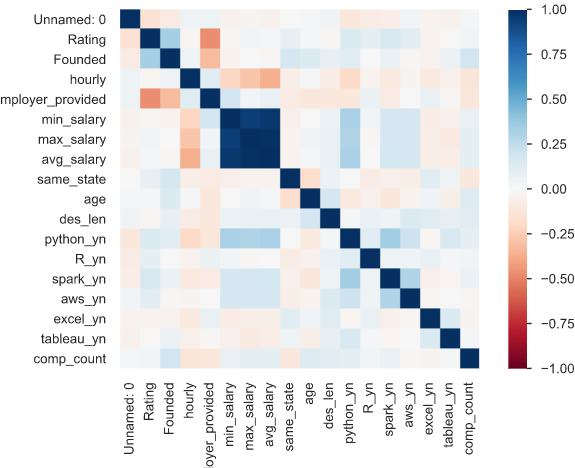 Unnamed: 0
Rating
Founded
hourly
mployer_provided
min_salary
max_salary
avg_salary
same_state
age
des_len
python_yn
R_yn
spark_yn
aws_yn
excel_yn
tableau_yn
comp_count
Unnamed: 0
Rating
Founded
hourly
oyer_provided
min_salary
max_salary
avg_salary
same_state
age
des_len
python_yn
R_yn
spark_yn
aws_yn
excel_yn
tableau_yn
comp_count
1.00
0.75
0.50
0.25
0.00
−0.25
−0.50
−0.75
−1.00